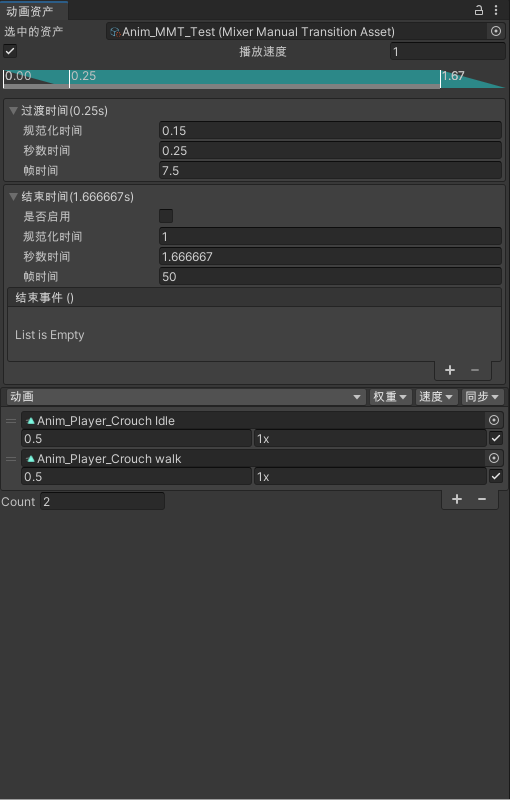 动画资产
选中的资产 Anim_MMT_Test (Mixer Manual Transition Asset)
播放速度 1
0.00 0.25 1.67
过渡时间(0.25s)
规范化时间 0.15
秒数时间 0.25
帧时间 7.5
结束时间(1.666667s)
是否启用
规范化时间 1
秒数时间 1.666667
帧时间 50
结束事件 ()
List is Empty
动画 权重 速度 同步
Anim_Player_Crouch Idle
0.5 1x
Anim_Player_Crouch walk
0.5 1x
Count 2